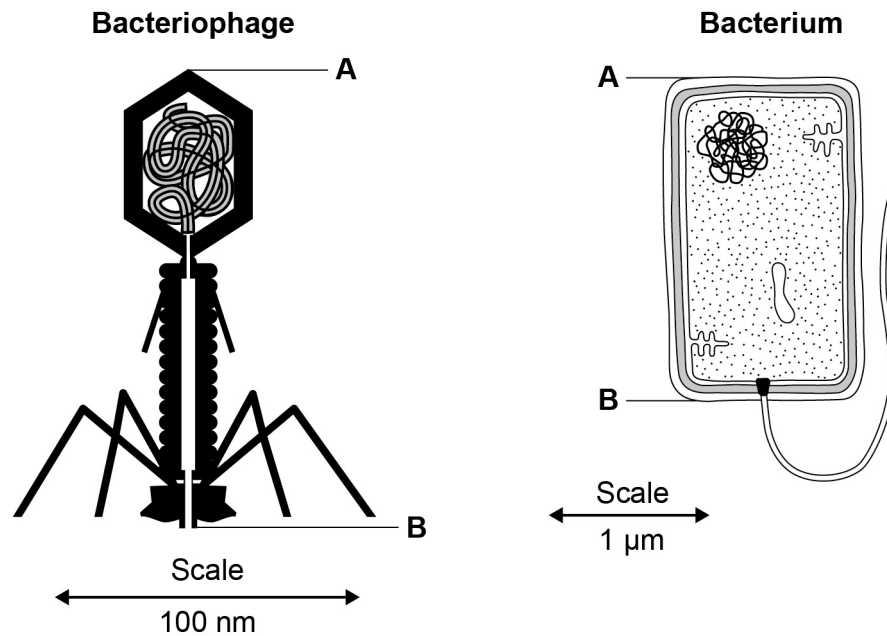 Bacteriophage
A
B
Scale
100 nm
Bacterium
A
B
Scale
1 µm